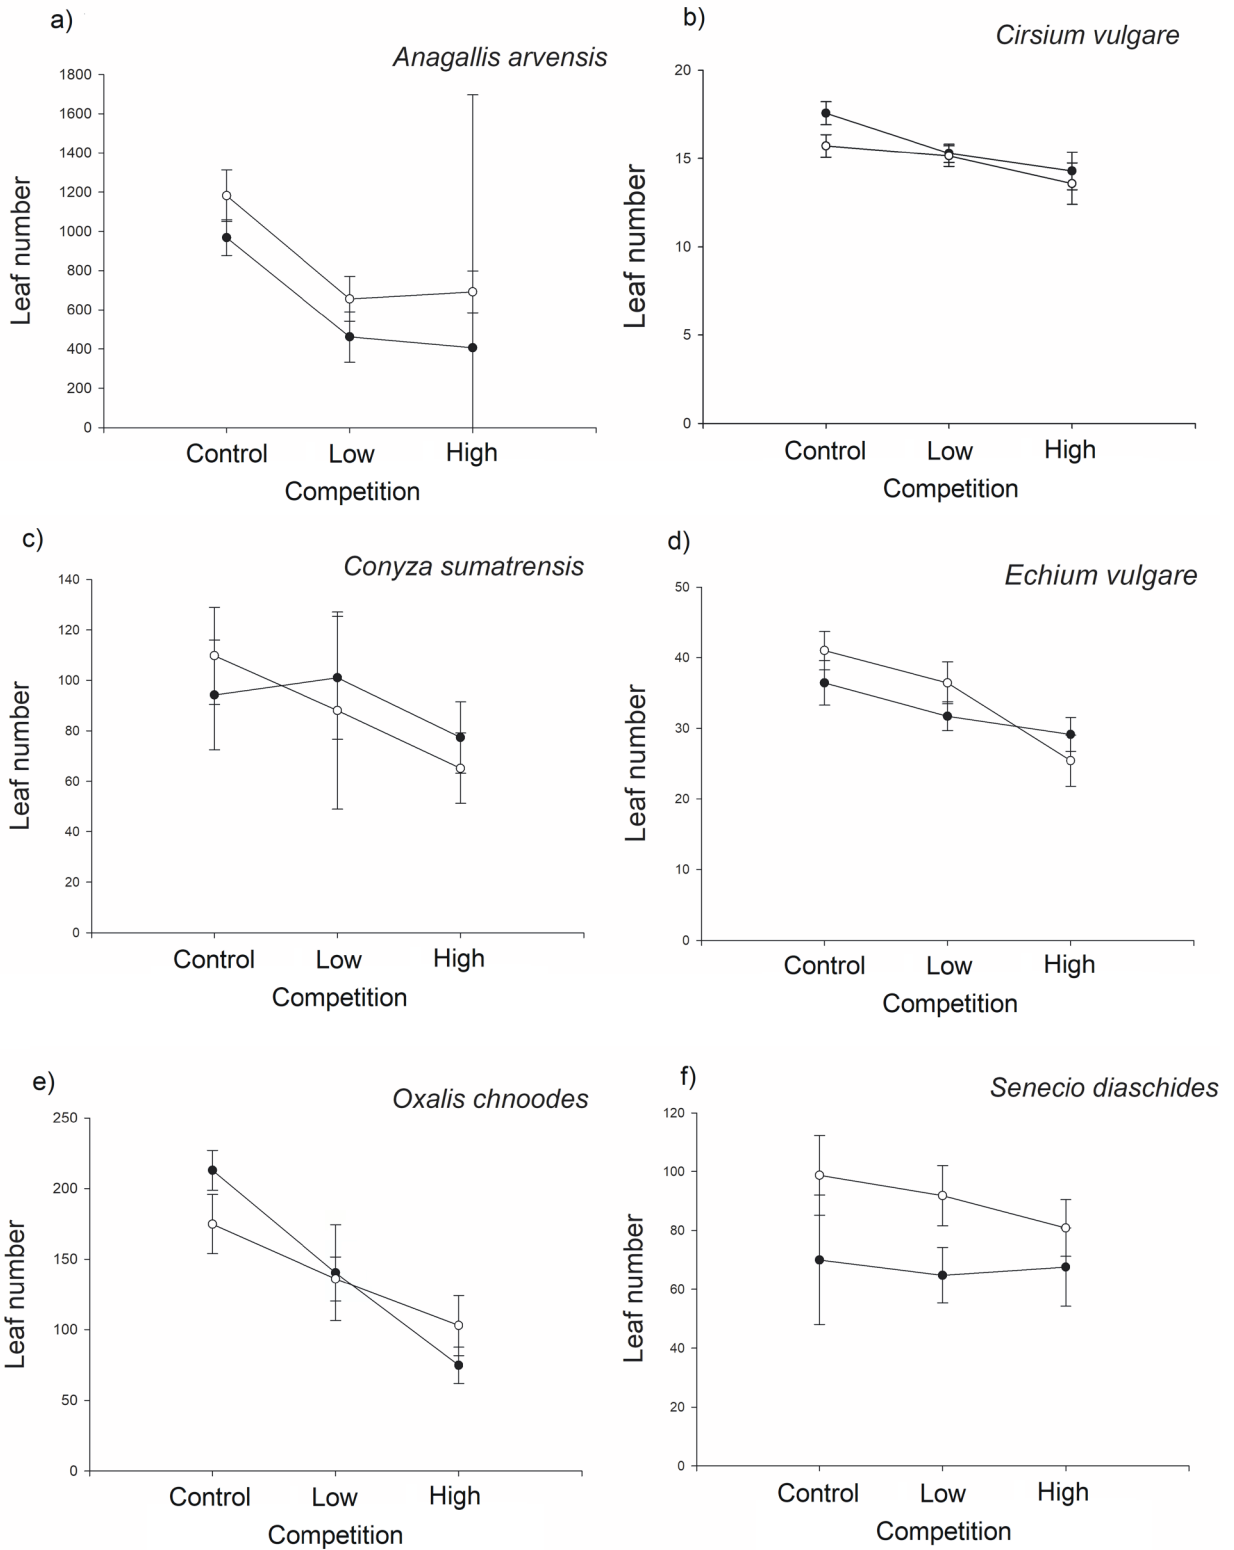 a)
Anagallis arvensis
1800
1600
1400
1200
1000
800
600
400
200
0
Leaf number
Control Low High
Competition
b)
Cirsium vulgare
20
15
10
5
0
Leaf number
Control Low High
Competition
c)
Conyza sumatrensis
140
120
100
80
60
40
20
0
Leaf number
Control Low High
Competition
d)
Echium vulgare
50
40
30
20
10
0
Leaf number
Control Low High
Competition
e)
Oxalis chnoodes
250
200
150
100
50
0
Leaf number
Control Low High
Competition
f)
Senecio diaschides
120
100
80
60
40
20
0
Leaf number
Control Low High
Competition